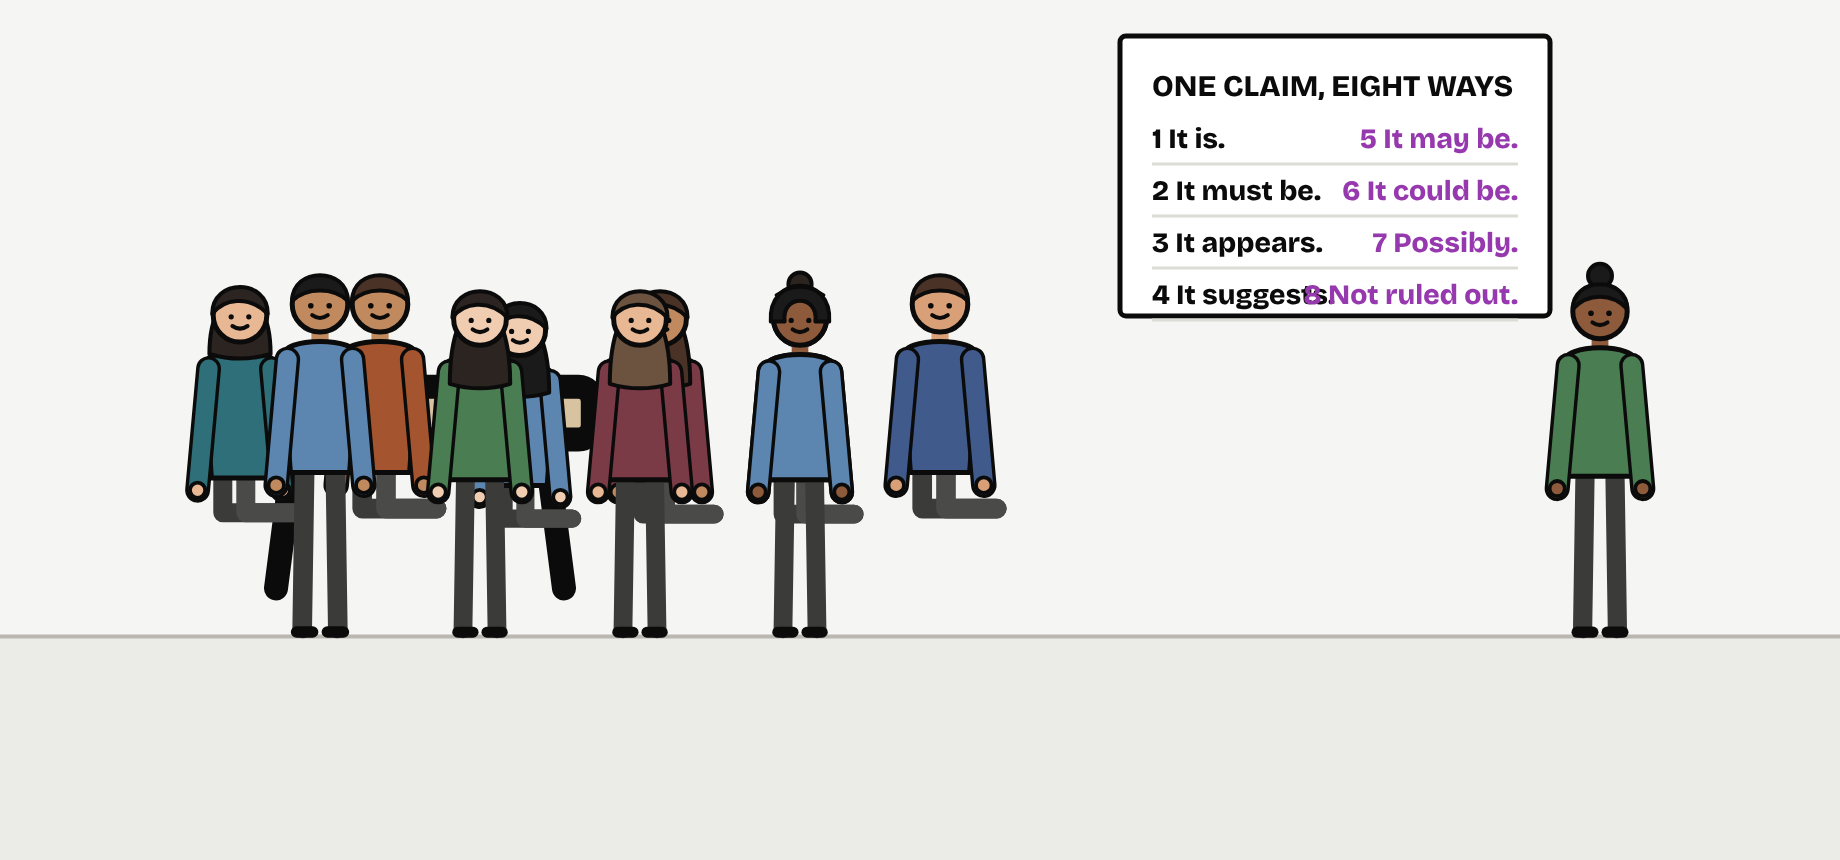 ONE CLAIM, EIGHT WAYS
1 It is. 5 It may be.
2 It must be. 6 It could be.
3 It appears. 7 Possibly.
4 It suggests. 8 Not ruled out.